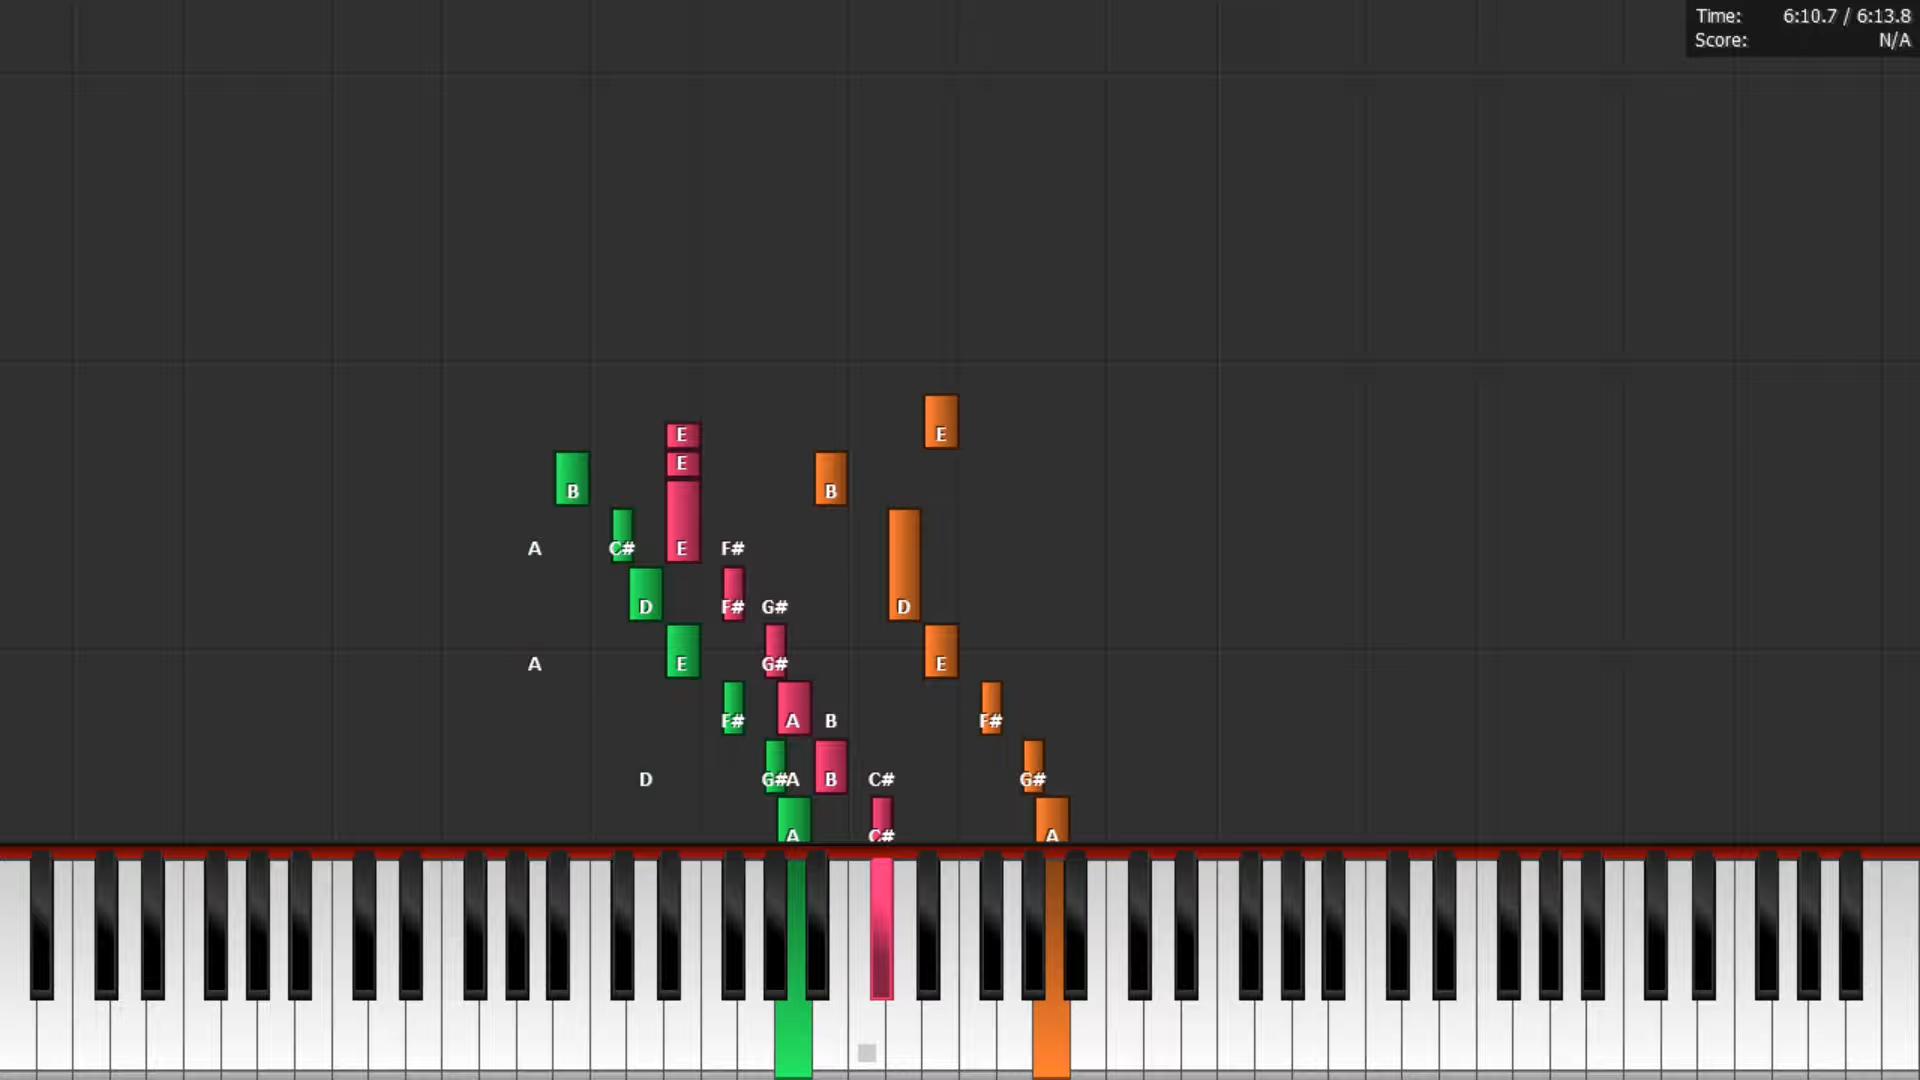 Time: 6:10.7 / 6:13.8
Score: N/A
E
E
E
B B
A C# E F#
D F# G# D
A E G# E
F# A B F#
D G#A B C# G#
A C# A